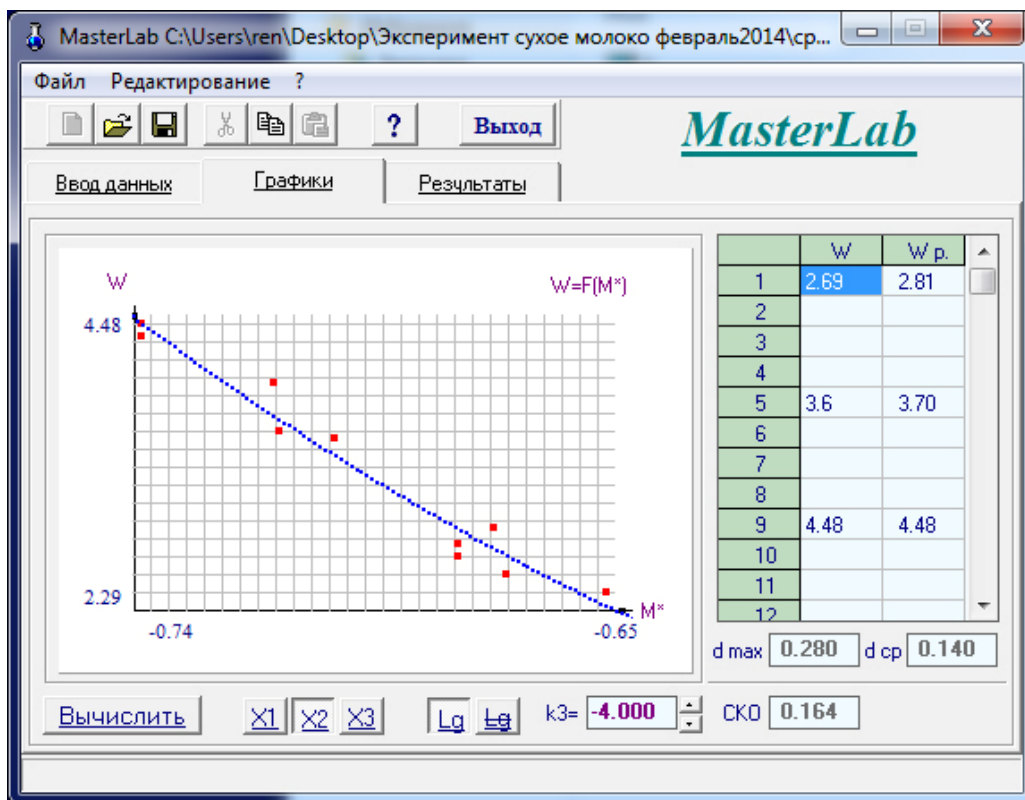 MasterLab C:\Users\ren\Desktop\Эксперимент сухое молоко февраль2014\ср...
Файл Редактирование ?
? Выход
MasterLab
Ввод данных Графики Результаты
W W=F(M*)
4.48
2.29
M*
-0.74 -0.65
W W р.
1 2.69 2.81
2
3
4
5 3.6 3.70
6
7
8
9 4.48 4.48
10
11
12
d max 0.280 d ср 0.140
Вычислить X1 X2 X3 Lg Lg k3= -4.000 СКО 0.164